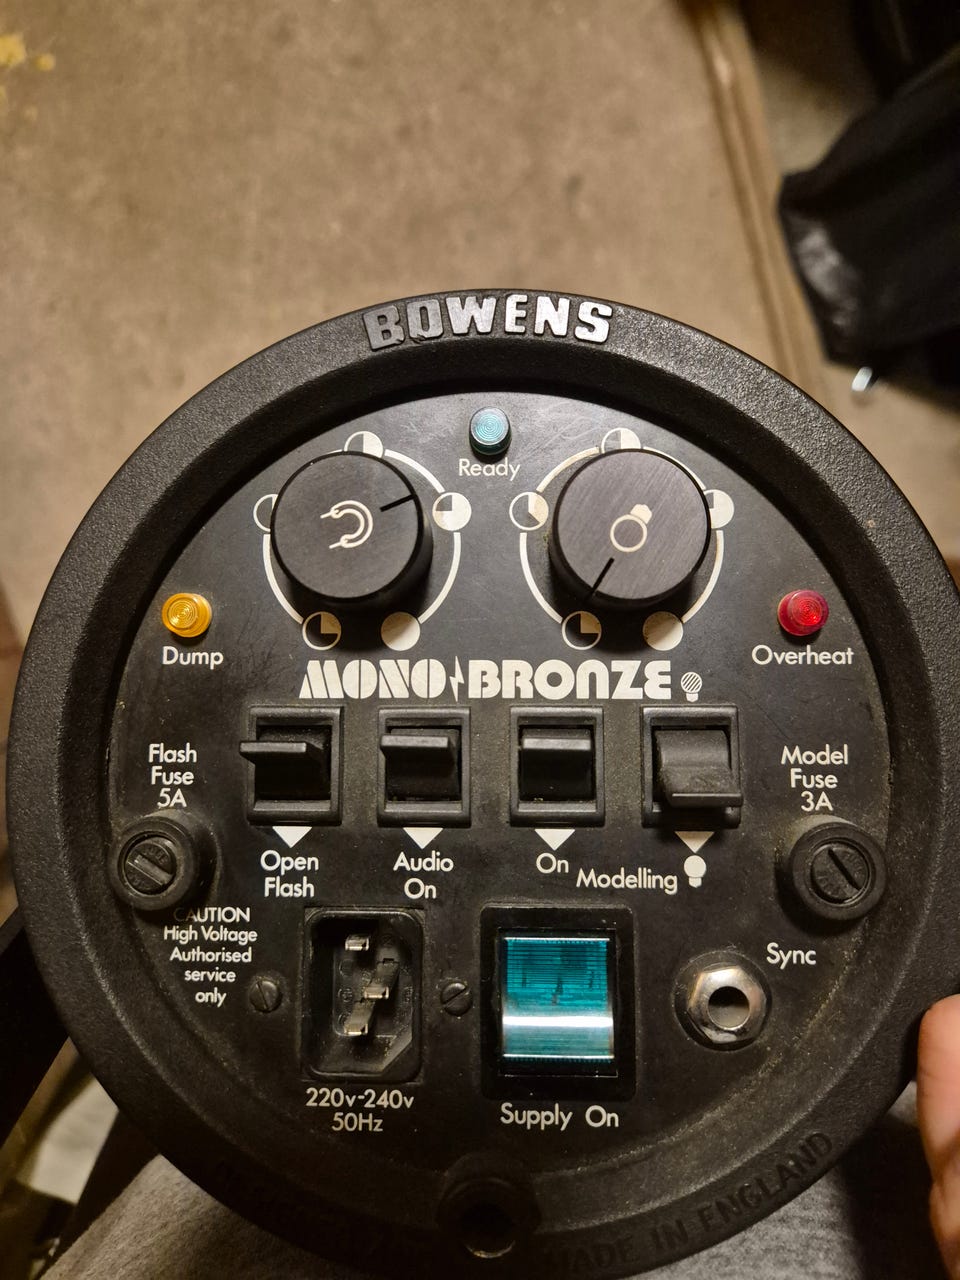 BOWENS
Ready
Dump
Overheat
MONO BRONZE
Flash
Fuse
5A
Model
Fuse
3A
Open
Flash
Audio
On
On
Modelling
CAUTION
High Voltage
Authorised
service
only
Sync
220v-240v
50Hz
Supply On
MADE IN ENGLAND